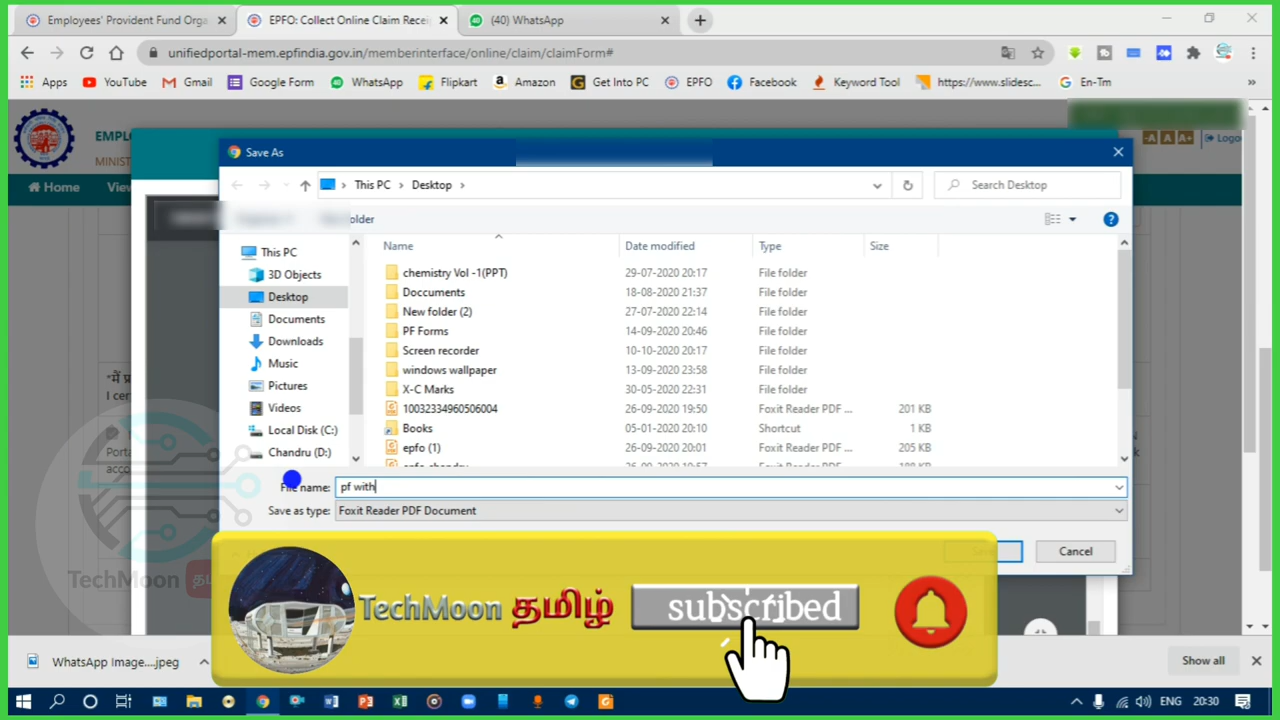 Employees' Provident Fund Orga
EPFO: Collect Online Claim Recei
(40) WhatsApp
unifiedportal-mem.epfindia.gov.in/memberinterface/online/claim/claimForm#
Apps
YouTube
Gmail
Google Form
WhatsApp
Flipkart
Amazon
Get Into PC
EPFO
Facebook
Keyword Tool
https://www.slidesc...
En-Tm
»
EMPL
MINIST
-A A A+
Logo
Home
View
Save As
This PC > Desktop >
Search Desktop
older
Name
Date modified
Type
Size
This PC
3D Objects
Desktop
Documents
Downloads
Music
Pictures
Videos
Local Disk (C:)
Chandru (D:)
chemistry Vol -1(PPT) 29-07-2020 20:17 File folder
Doccuments 18-08-2020 21:37 File folder
New folder (2) 27-07-2020 22:14 File folder
PF Forms 14-09-2020 20:46 File folder
Screen recorder 10-10-2020 20:17 File folder
windows wallpaper 13-09-2020 23:58 File folder
X-C Marks 30-05-2020 22:31 File folder
10032334960506004 26-09-2020 19:50 Foxit Reader PDF ... 201 KB
Books 05-01-2020 20:10 Shortcut 1 KB
epfo (1) 26-09-2020 20:01 Foxit Reader PDF ... 205 KB
I cer
Porta
acco
File name: pf with
Save as type: Foxit Reader PDF Document
Cancel
TechMoon
TechMoon தமிழ்
subscribed
WhatsApp Image....jpeg
Show all
ENG
20:30